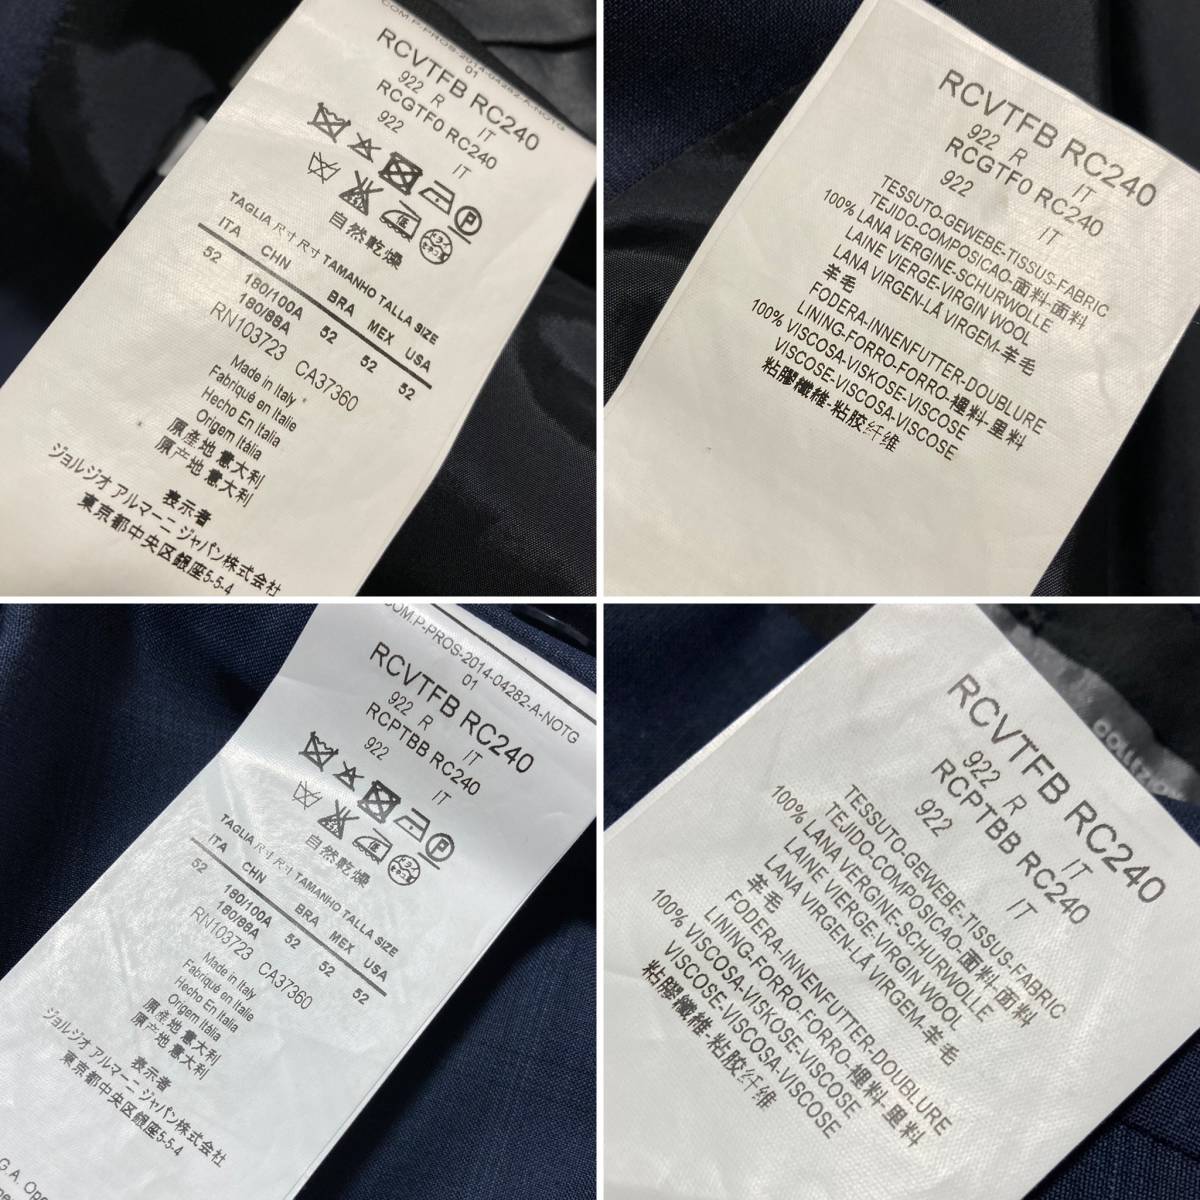 COM.P-PROS-2014-04282-A-NOTG
01
RCVTFB RC240
922 R IT
RCGTF0 RC240
922 IT
自然乾燥
TAGLIA 尺寸 尺寸 TAMANHO TALLA SIZE
ITA CHN BRA MEX USA
52 180/100A 52 52 52
180/88A
RN103723 CA37360
Made in Italy
Fabriqué en Italie
Hecho En Italia
Origem Itália
原産地 意大利
原产地 意大利
表示者
ジョルジオ アルマーニ ジャパン株式会社
東京都中央区銀座5-5-4
RCVTFB RC240
922 R IT
RCGTF0 RC240
922 IT
TESSUTO-GEWEBE-TISSUS-FABRIC
TEJIDO-COMPOSICAO-面料-面料
100% LANA VERGINE-SCHURWOLLE
LAINE VIERGE-VIRGIN WOOL
LANA VIRGEN-LÃ VIRGEM-羊毛
羊毛
FODERA-INNENFUTTER-DOUBLURE
LINING-FORRO-FORRO-裡料-里料
100% VISCOSA-VISKOSE-VISCOSE
VISCOSE-VISCOSA-VISCOSE
粘膠纖維-粘胶纤维
COM.P-PROS-2014-04282-A-NOTG
01
RCVTFB RC240
922 R IT
RCPTBB RC240
922 IT
自然乾燥
TAGLIA 尺寸 尺寸 TAMANHO TALLA SIZE
ITA CHN BRA MEX USA
52 180/100A 52 52 52
180/88A
RN103723 CA37360
Made in Italy
Fabriqué en Italie
Hecho En Italia
Origem Itália
原産地 意大利
原产地 意大利
表示者
ジョルジオ アルマーニ ジャパン株式会社
東京都中央区銀座5-5-4
G.A. Ope
RCVTFB RC240
922 R IT
RCPTBB RC240
922 IT
TESSUTO-GEWEBE-TISSUS-FABRIC
TEJIDO-COMPOSICAO-面料-面料
100% LANA VERGINE-SCHURWOLLE
LAINE VIERGE-VIRGIN WOOL
LANA VIRGEN-LÃ VIRGEM-羊毛
羊毛
FODERA-INNENFUTTER-DOUBLURE
LINING-FORRO-FORRO-裡料-里料
100% VISCOSA-VISKOSE-VISCOSE
VISCOSE-VISCOSA-VISCOSE
粘膠纖維-粘胶纤维